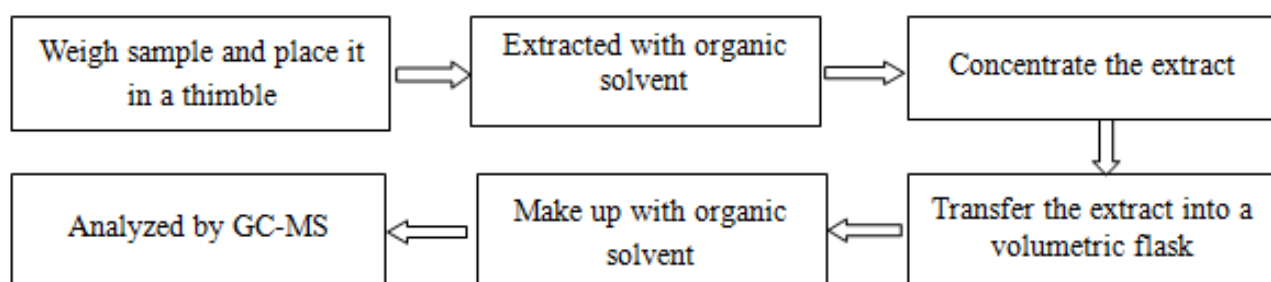 Weigh sample and place it
in a thimble
Extracted with organic
solvent
Concentrate the extract
Transfer the extract into a
volumetric flask
Make up with organic
solvent
Analyzed by GC-MS